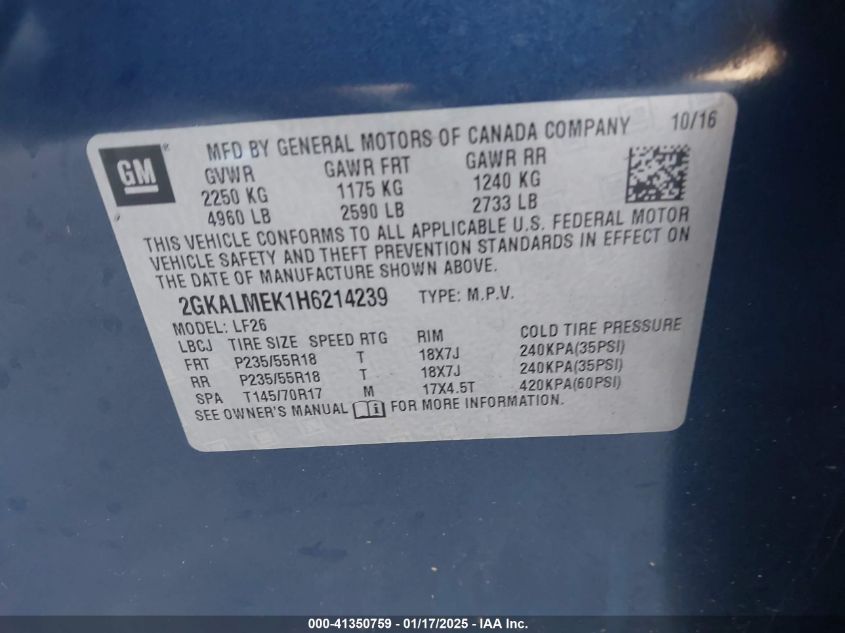 GM
MFD BY GENERAL MOTORS OF CANADA COMPANY 10/16
GVWR GAWR FRT GAWR RR
2250 KG 1175 KG 1240 KG
4960 LB 2590 LB 2733 LB
THIS VEHICLE CONFORMS TO ALL APPLICABLE U.S. FEDERAL MOTOR
VEHICLE SAFETY AND THEFT PREVENTION STANDARDS IN EFFECT ON
THE DATE OF MANUFACTURE SHOWN ABOVE.
2GKALMEK1H6214239 TYPE: M.P.V.
MODEL: LF26
LBCJ TIRE SIZE SPEED RTG RIM COLD TIRE PRESSURE
FRT P235/55R18 T 18X7J 240KPA(35PSI)
RR P235/55R18 T 18X7J 240KPA(35PSI)
SPA T145/70R17 M 17X4.5T 420KPA(60PSI)
SEE OWNER'S MANUAL FOR MORE INFORMATION.
000-41350759 - 01/17/2025 - IAA Inc.